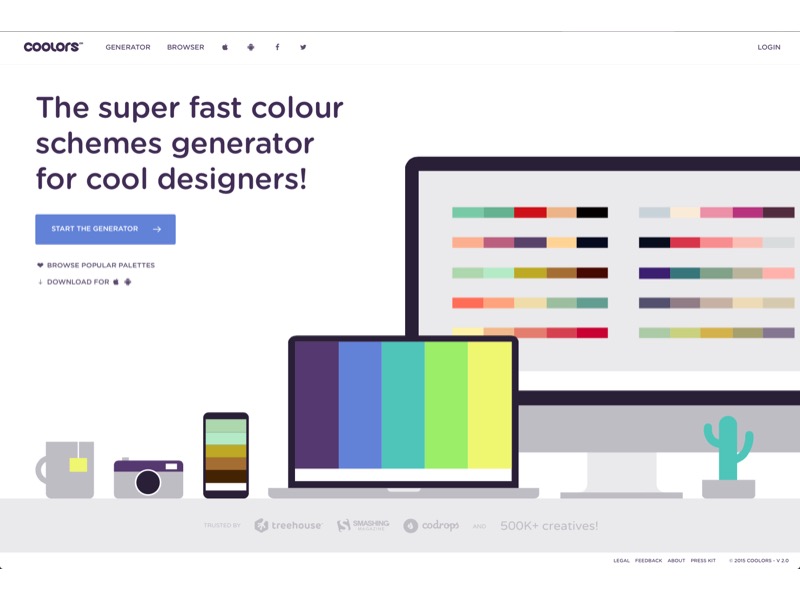 COOLORS
GENERATOR BROWSER
LOGIN
The super fast colour
schemes generator
for cool designers!
START THE GENERATOR →
BROWSE POPULAR PALETTES
↓ DOWNLOAD FOR
TRUSTED BY treehouse SMASHING MAGAZINE codrops AND 500K+ creatives!
LEGAL FEEDBACK ABOUT PRESS KIT © 2015 COOLORS - V 2.0